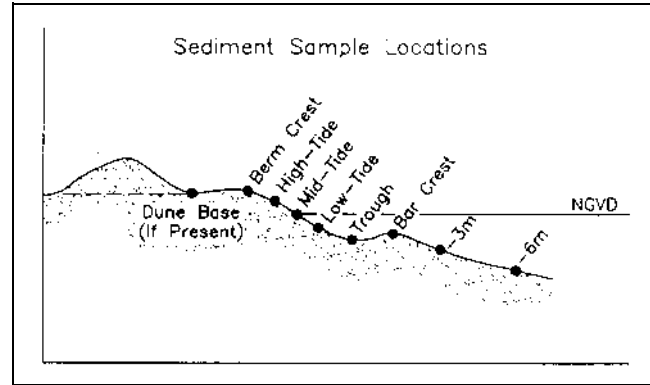 Sediment Sample Locations
Berm Crest
High-Tide
Mid-Tide
Low-Tide
Trough
Bar Crest
-3m
-6m
NGVD
Dune Base
(If Present)